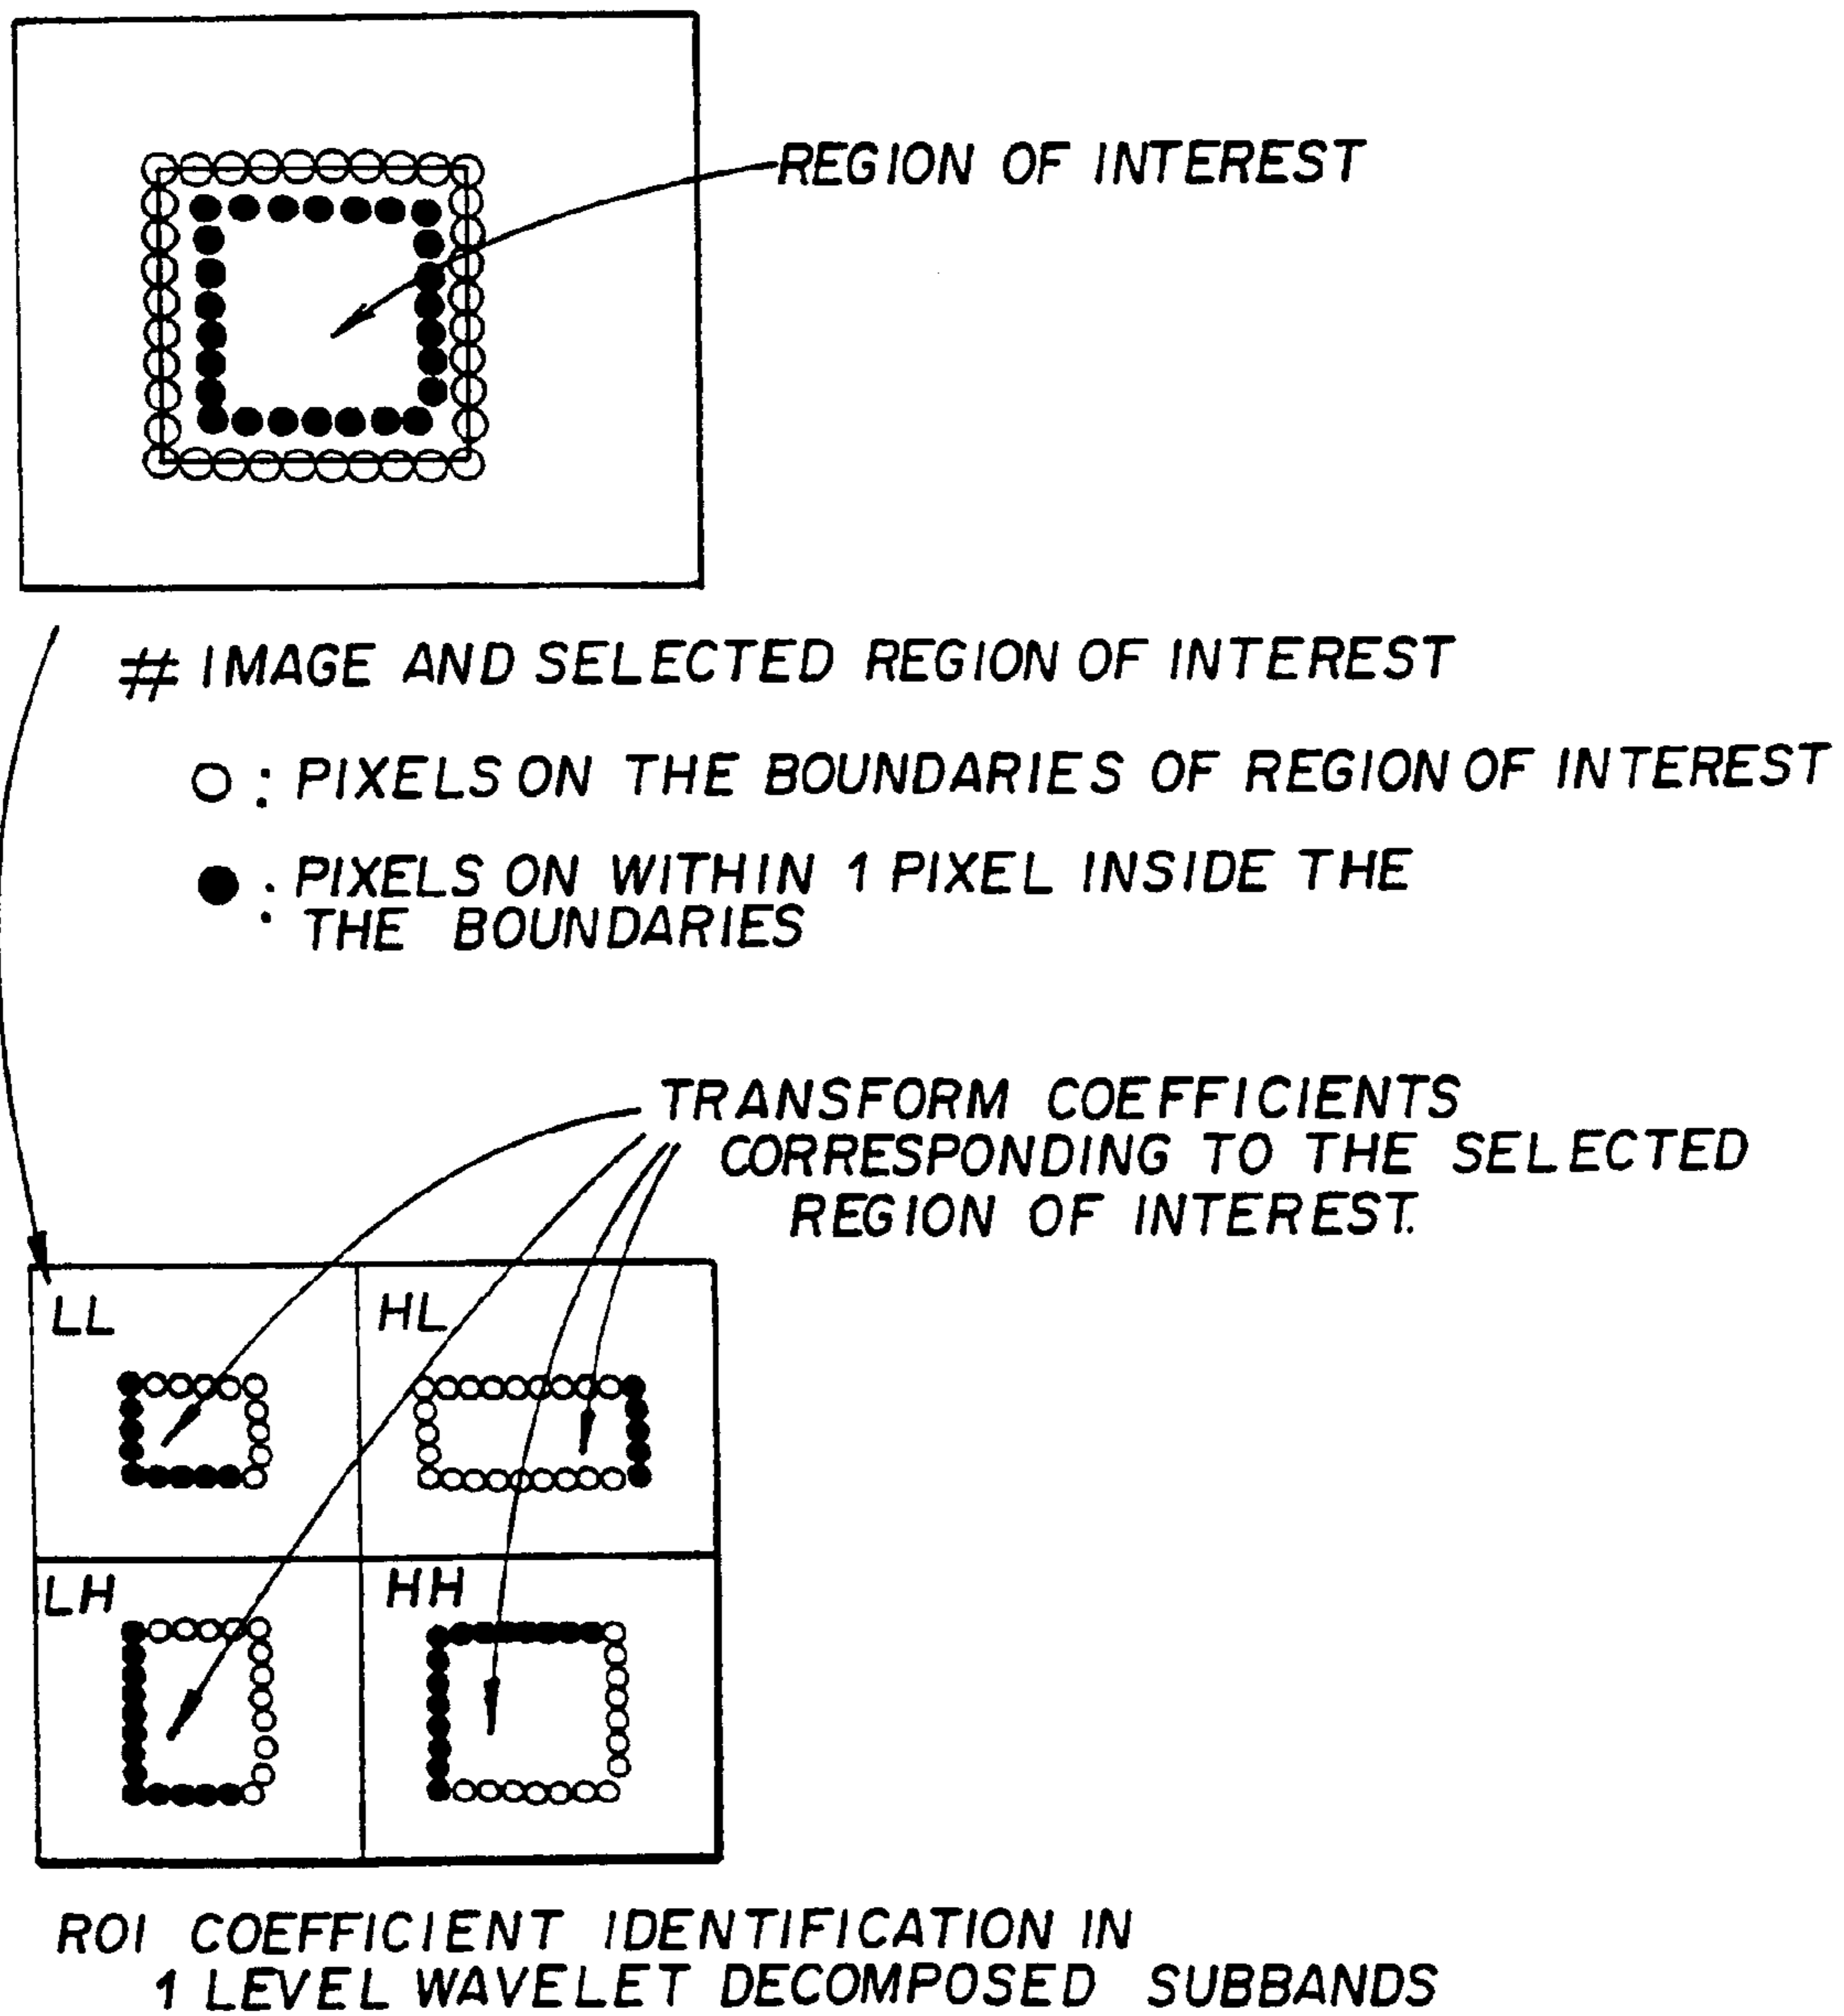 REGION OF INTEREST
# IMAGE AND SELECTED REGION OF INTEREST
○ : PIXELS ON THE BOUNDARIES OF REGION OF INTEREST
● : PIXELS ON WITHIN 1 PIXEL INSIDE THE
THE BOUNDARIES
TRANSFORM COEFFICIENTS
CORRESPONDING TO THE SELECTED
REGION OF INTEREST.
LL
HL
LH
HH
ROI COEFFICIENT IDENTIFICATION IN
1 LEVEL WAVELET DECOMPOSED SUBBANDS